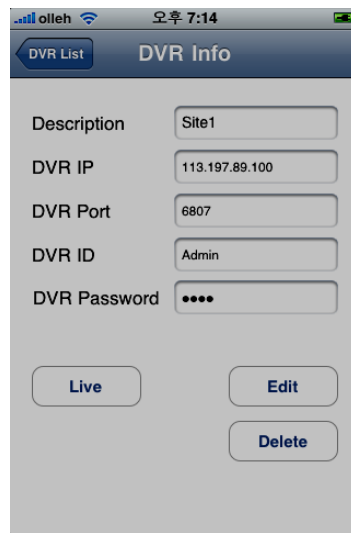 olleh 오후 7:14
DVR List DVR Info
Description Site1
DVR IP 113.197.89.100
DVR Port 6807
DVR ID Admin
DVR Password ••••
Live Edit
Delete